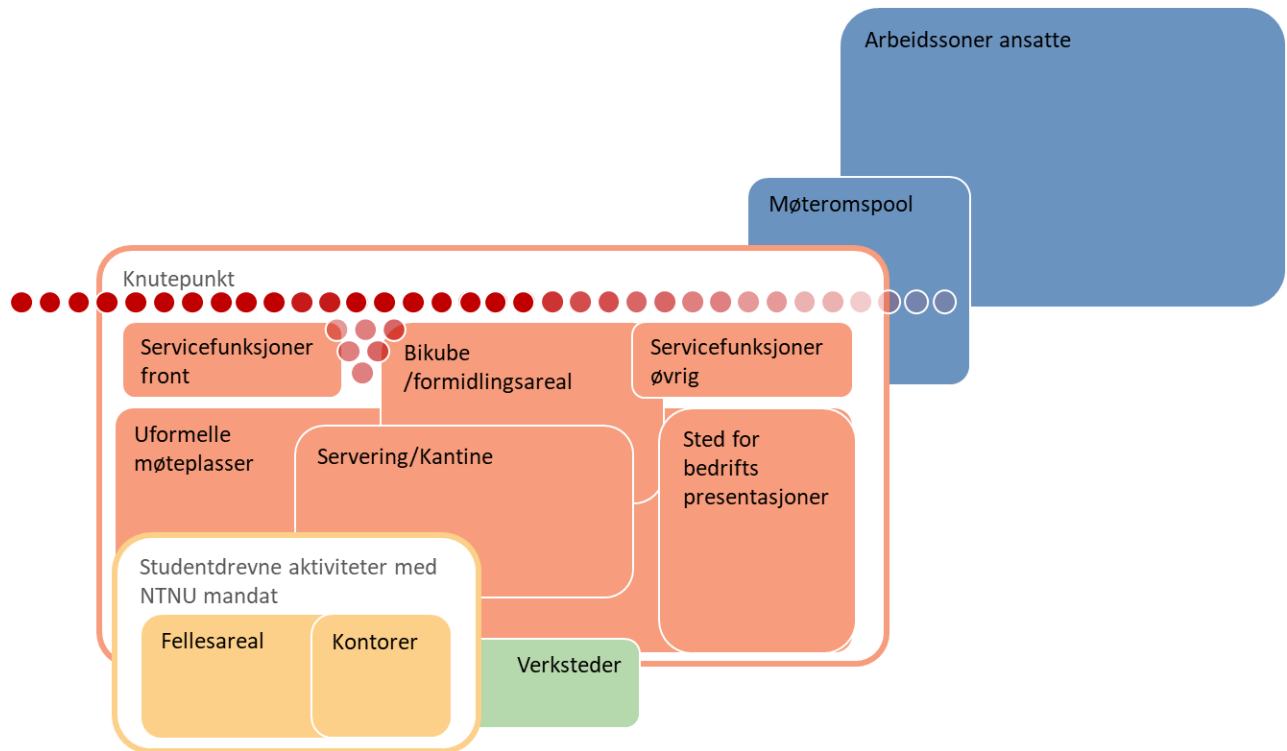 Arbeidssoner ansatte
Møteromspool
Knutepunkt
Servicefunksjoner
front
Bikube
/formidlingsareal
Servicefunksjoner
øvrig
Uformelle
møteplasser
Servering/Kantine
Sted for
bedrifts
presentasjoner
Studentdrevne aktiviteter med
NTNU mandat
Fellesareal
Kontorer
Verksteder